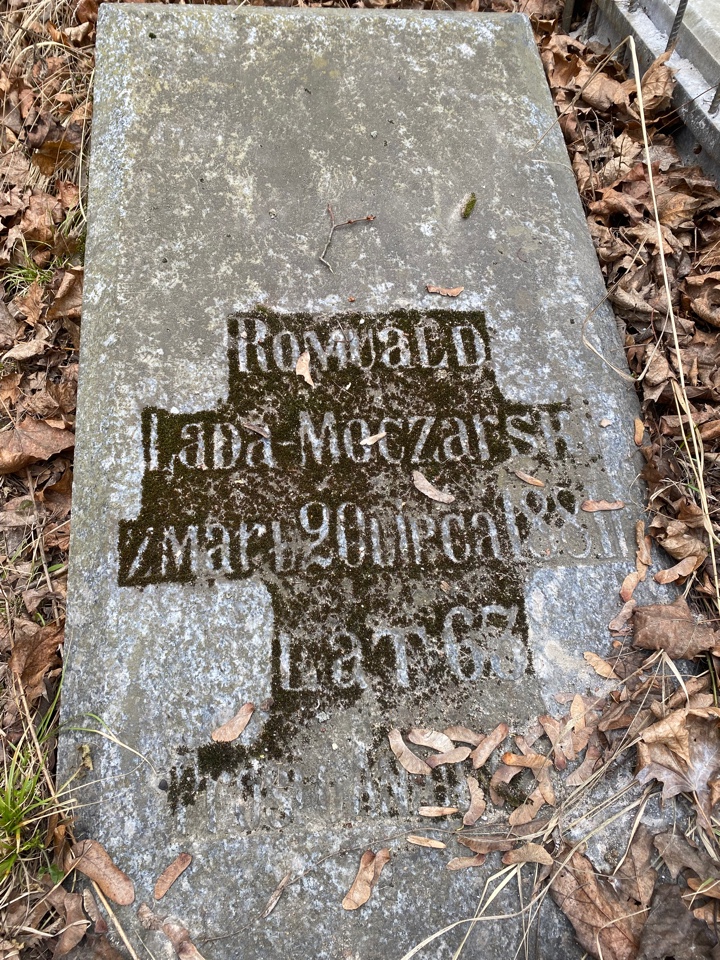 Romuald
Lada-Moczarski
zmarł 20 lipca
Lat 63